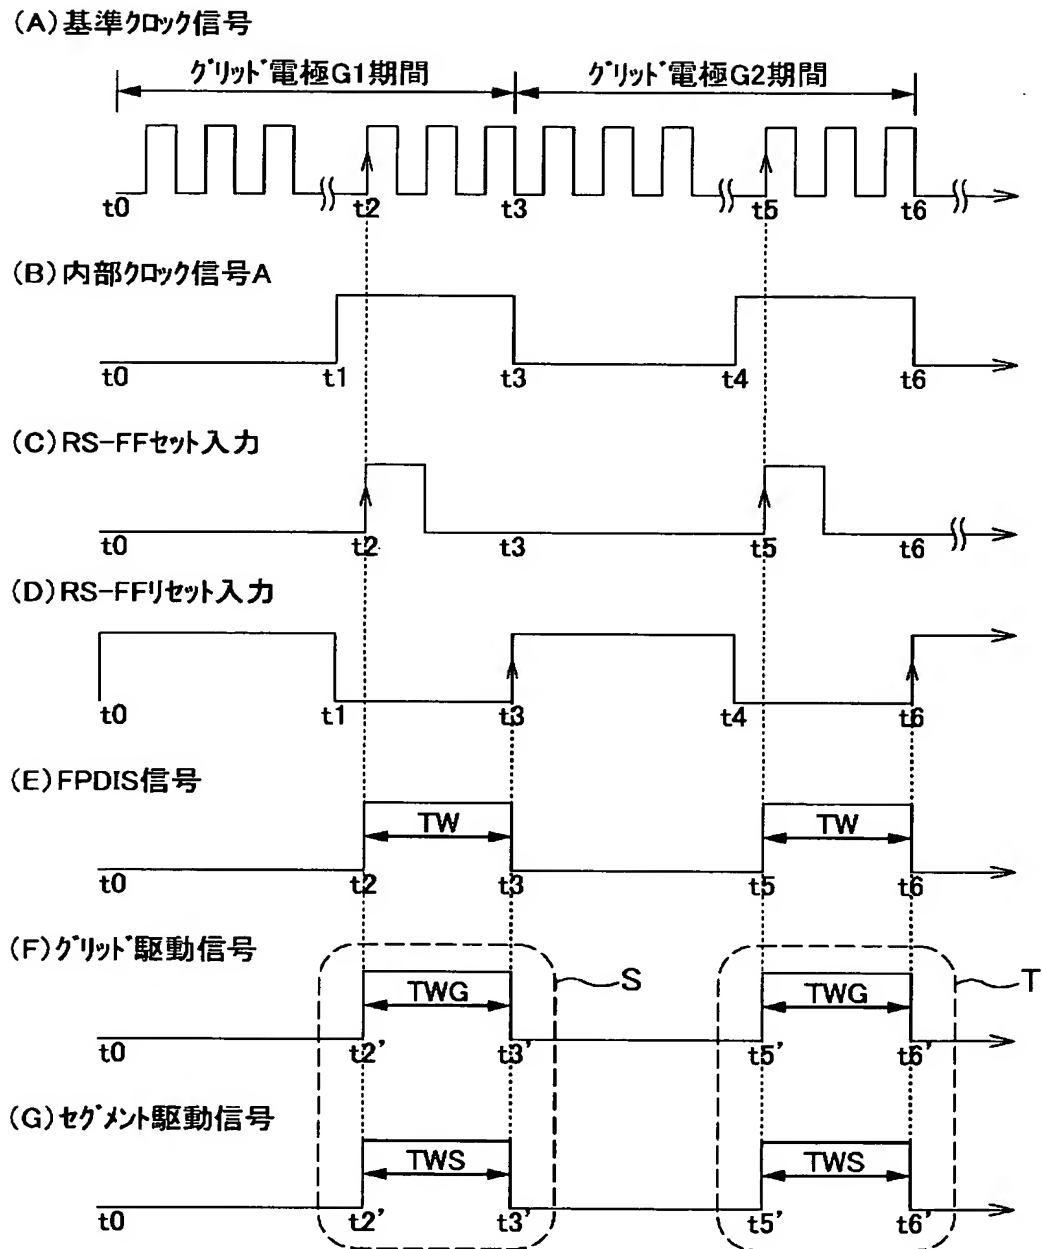 (A)基準クロック信号
グリッド電極G1期間 グリッド電極G2期間
t0 t2 t3 t5 t6
(B)内部クロック信号A
t0 t1 t3 t4 t6
(C)RS-FFセット入力
t0 t2 t3 t5 t6
(D)RS-FFリセット入力
t0 t1 t3 t4 t6
(E)FPDIS信号
TW TW
t0 t2 t3 t5 t6
(F)グリッド駆動信号
S T
TWG TWG
t0 t2' t3' t5' t6'
(G)セグメント駆動信号
TWS TWS
t0 t2' t3' t5' t6'